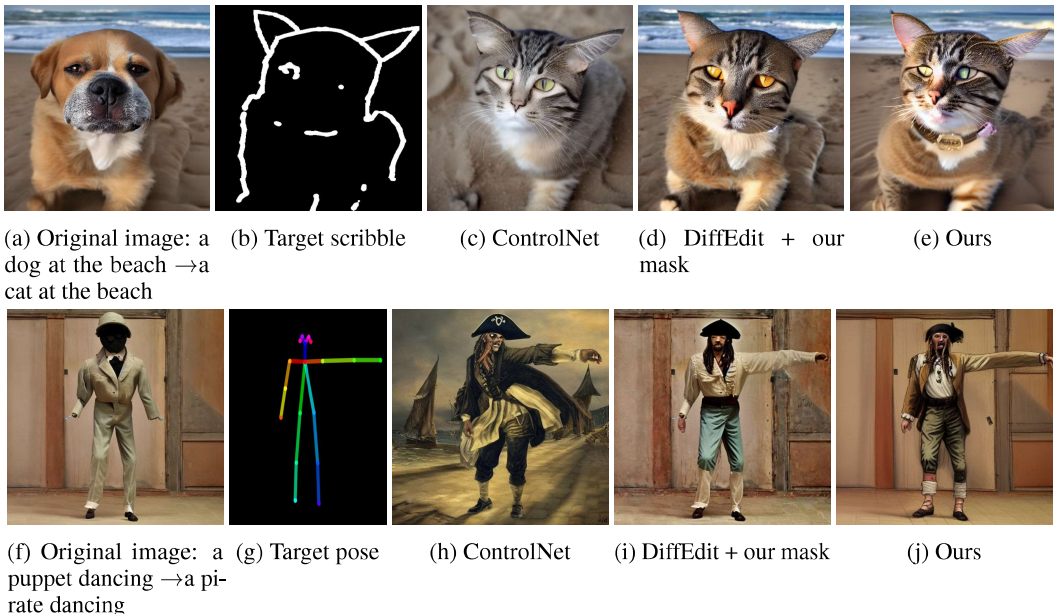 (a) Original image: a
dog at the beach →a
cat at the beach
(b) Target scribble
(c) ControlNet
(d) DiffEdit + our
mask
(e) Ours
(f) Original image: a
puppet dancing →a pi-
rate dancing
(g) Target pose
(h) ControlNet
(i) DiffEdit + our mask
(j) Ours